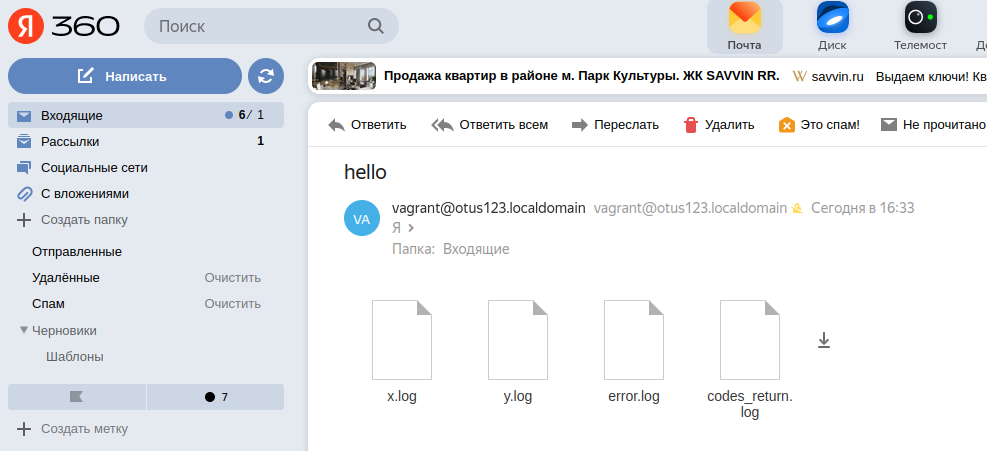 Я 360
Поиск
Почта
Диск
Телемост
Написать
Продажа квартир в районе м. Парк Культуры. ЖК SAVVIN RR.
savvin.ru
Выдаем ключи! Кв
Входящие
6 / 1
Рассылки
1
Социальные сети
С вложениями
Создать папку
Отправленные
Удалённые
Очистить
Спам
Очистить
Черновики
Шаблоны
7
Создать метку
Ответить
Ответить всем
Переслать
Удалить
Это спам!
Не прочитано
hello
VA
vagrant@otus123.localdomain vagrant@otus123.localdomain Сегодня в 16:33
Я
Папка: Входящие
x.log
y.log
error.log
codes_return.
log